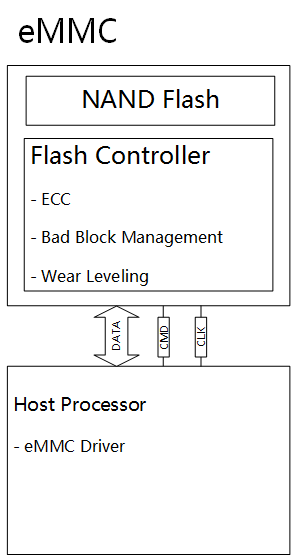 eMMC
NAND Flash
Flash Controller
- ECC
- Bad Block Management
- Wear Leveling
DATA
CMD
CLK
Host Processor
- eMMC Driver